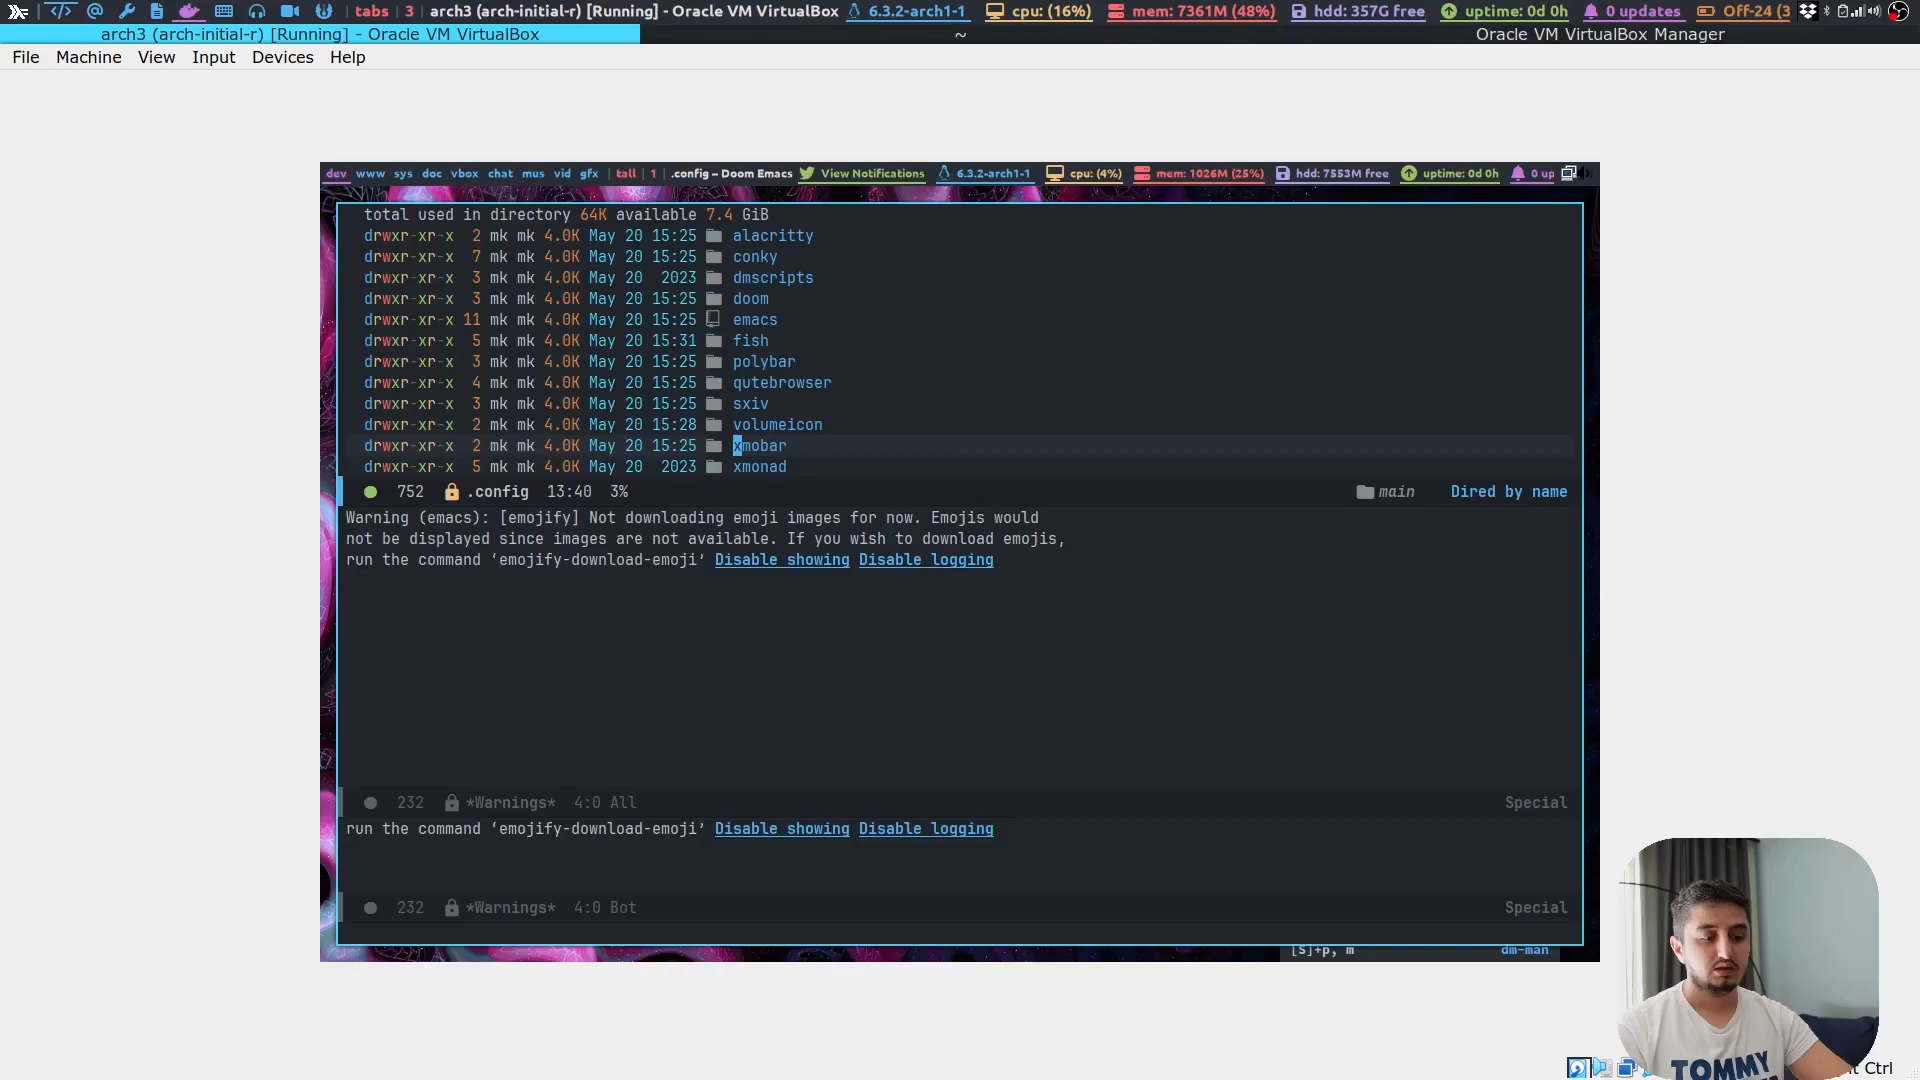 tabs 3 arch3 (arch-initial-r) [Running] - Oracle VM VirtualBox 6.3.2-arch1-1 cpu: (16%) mem: 7361M (48%) hdd: 357G free uptime: 0d 0h 0 updates Off-24 (3
arch3 (arch-initial-r) [Running] - Oracle VM VirtualBox ~ Oracle VM VirtualBox Manager
File Machine View Input Devices Help
dev www sys doc vbox chat mus vid gfx | tall | 1 .config – Doom Emacs View Notifications 6.3.2-arch1-1 cpu: (4%) mem: 1026M (25%) hdd: 7553M free uptime: 0d 0h 0 up
total used in directory 64K available 7.4 GiB
drwxr-xr-x 2 mk mk 4.0K May 20 15:25 alacritty
drwxr-xr-x 7 mk mk 4.0K May 20 15:25 conky
drwxr-xr-x 3 mk mk 4.0K May 20 2023 dmscripts
drwxr-xr-x 3 mk mk 4.0K May 20 15:25 doom
drwxr-xr-x 11 mk mk 4.0K May 20 15:25 emacs
drwxr-xr-x 5 mk mk 4.0K May 20 15:31 fish
drwxr-xr-x 3 mk mk 4.0K May 20 15:25 polybar
drwxr-xr-x 4 mk mk 4.0K May 20 15:25 qutebrowser
drwxr-xr-x 3 mk mk 4.0K May 20 15:25 sxiv
drwxr-xr-x 2 mk mk 4.0K May 20 15:28 volumeicon
drwxr-xr-x 2 mk mk 4.0K May 20 15:25 xmobar
drwxr-xr-x 5 mk mk 4.0K May 20 2023 xmonad
752 .config 13:40 3% main Dired by name
Warning (emacs): [emojify] Not downloading emoji images for now. Emojis would
not be displayed since images are not available. If you wish to download emojis,
run the command ‘emojify-download-emoji’ Disable showing Disable logging
232 *Warnings* 4:0 All Special
run the command ‘emojify-download-emoji’ Disable showing Disable logging
232 *Warnings* 4:0 Bot Special
[S]+p, m dm-man
TOMMY
Ctrl